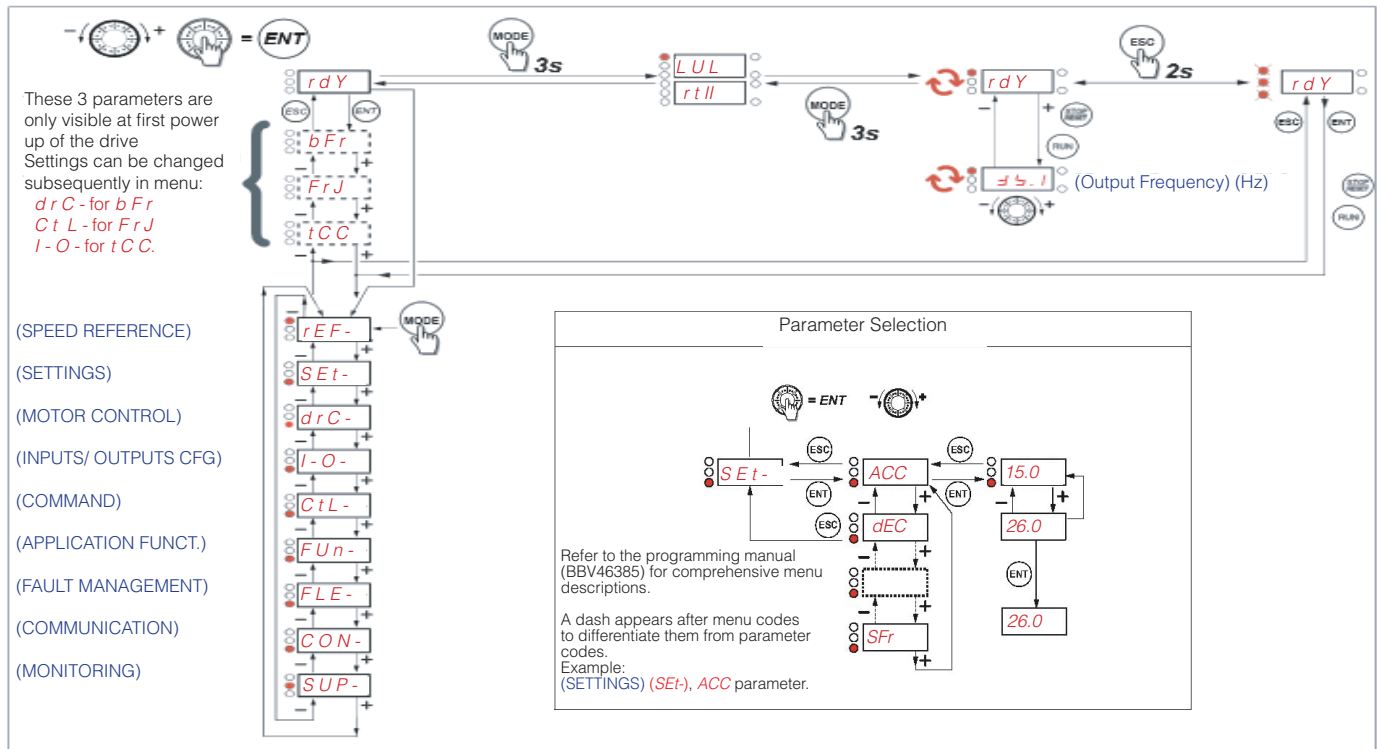 - + = ENT
MODE
3s
ESC
2s
rdY
LUL
rtII
rdY
rdY
MODE
3s
ESC
ENT
- +
STOP RESET
RUN
ESC
ENT
STOP RESET
RUN
These 3 parameters are
only visible at first power
up of the drive
Settings can be changed
subsequently in menu:
drC- for bFr
CtL- for FrJ
I-O- for tCC.
bFr
- +
FrJ
- +
tCC
- +
(Output Frequency) (Hz)
- +
(SPEED REFERENCE)
rEF-
MODE
(SETTINGS)
SEt-
(MOTOR CONTROL)
drC-
(INPUTS/ OUTPUTS CFG)
I-O-
(COMMAND)
CtL-
(APPLICATION FUNCT.)
FUn-
(FAULT MANAGEMENT)
FLE-
(COMMUNICATION)
CON-
(MONITORING)
SUP-
- +
Parameter Selection
= ENT - +
ESC
ESC
SEt-
ACC
15.0
ENT
ENT
- +
- +
ESC
dEC
26.0
- +
ENT
- +
SFr
26.0
+
Refer to the programming manual
(BBV46385) for comprehensive menu
descriptions.
A dash appears after menu codes
to differentiate them from parameter
codes.
Example:
(SETTINGS) (SEt-), ACC parameter.